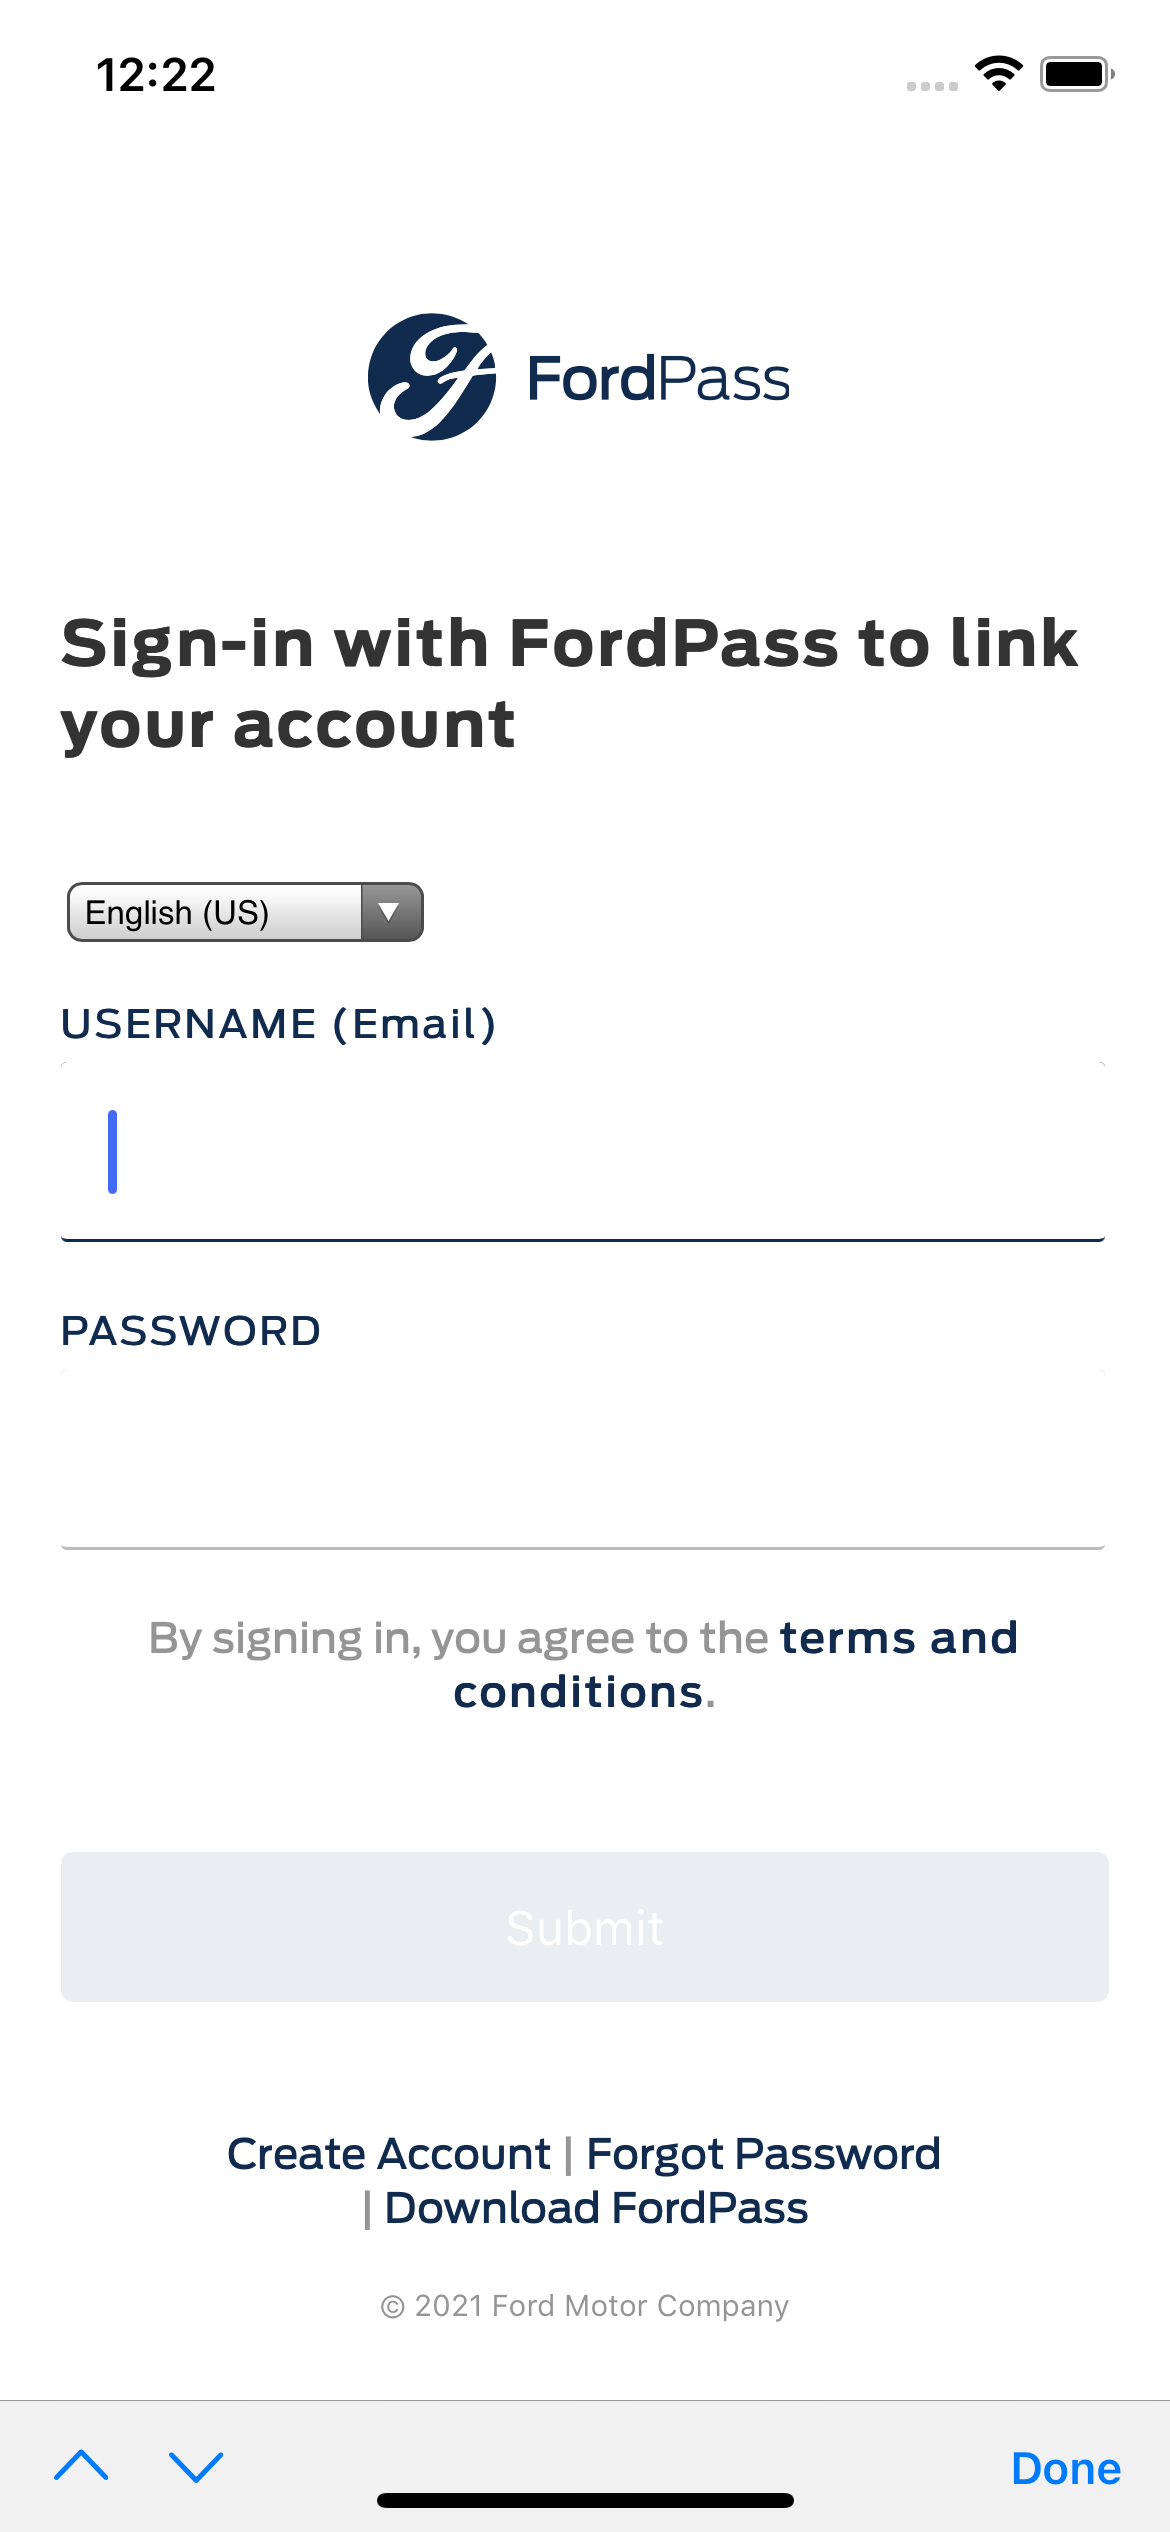 12:22
FordPass
Sign-in with FordPass to link
your account
English (US)
USERNAME (Email)
PASSWORD
By signing in, you agree to the terms and
conditions.
Submit
Create Account | Forgot Password
| Download FordPass
© 2021 Ford Motor Company
Done